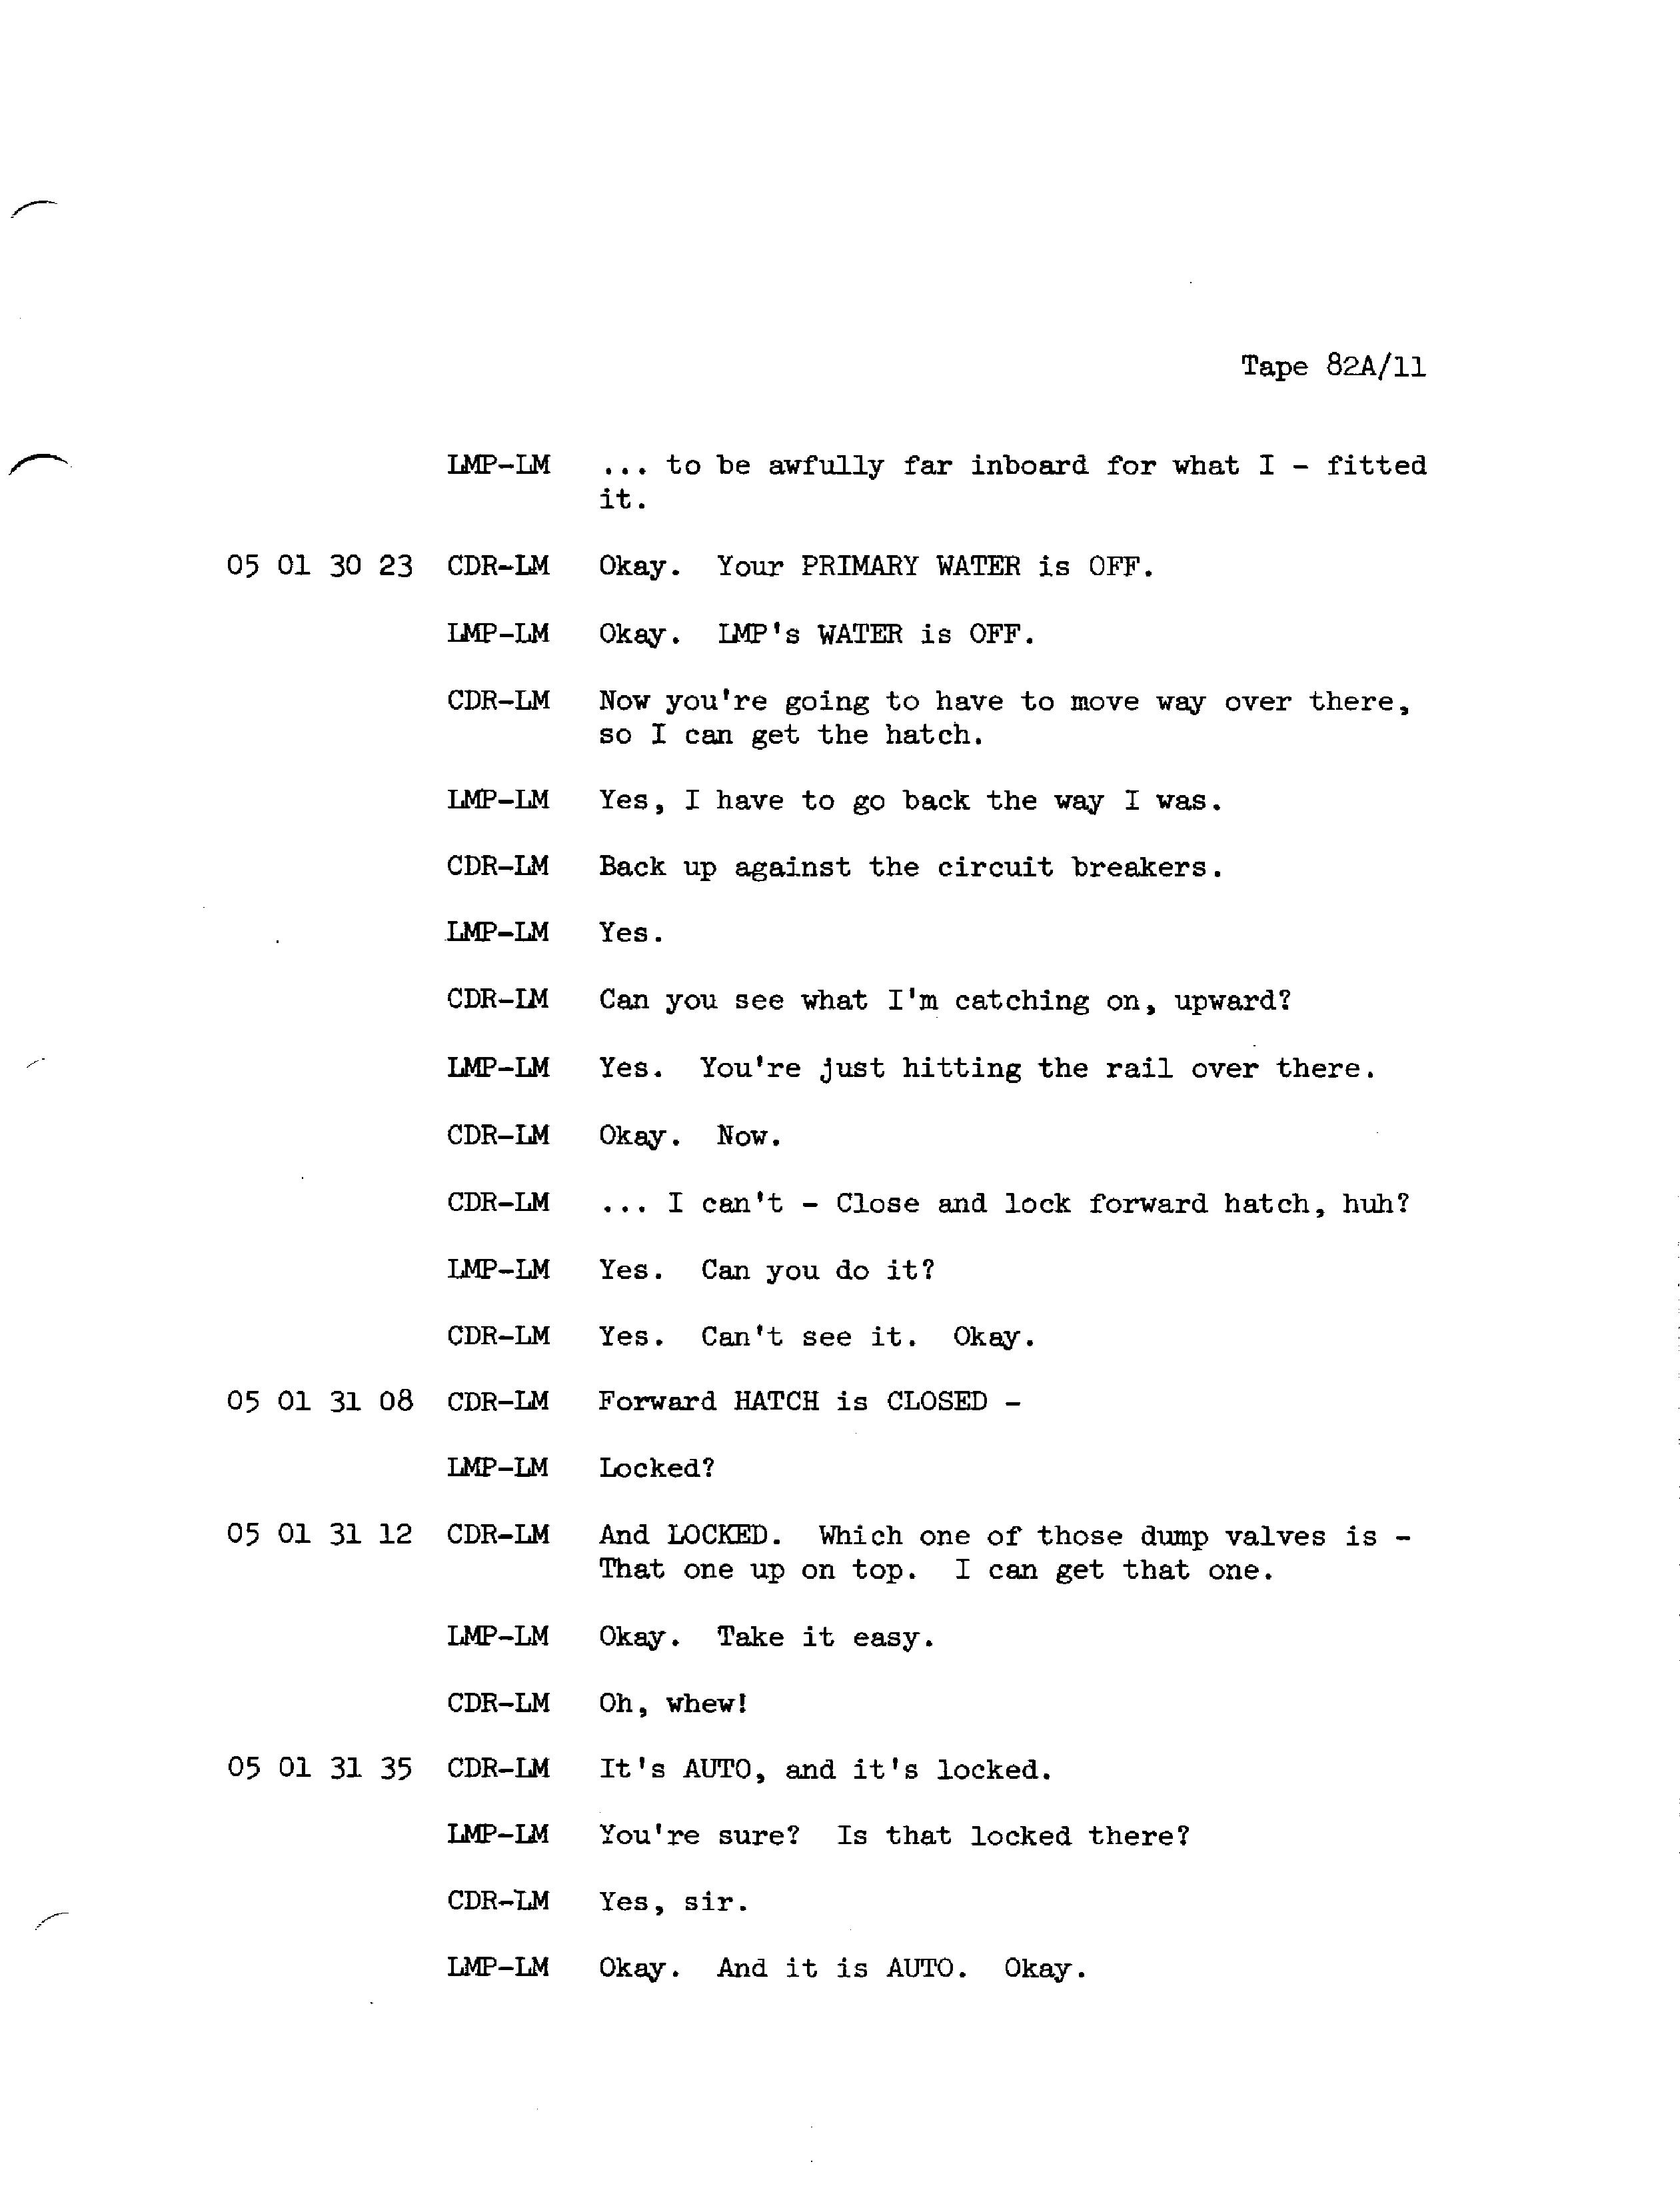 Tape 82A/11
LMP-LM ... to be awfully far inboard for what I - fitted
it.
05 01 30 23 CDR-LM Okay. Your PRIMARY WATER is OFF.
LMP-LM Okay. LMP's WATER is OFF.
CDR-LM Now you're going to have to move way over there,
so I can get the hatch.
LMP-LM Yes, I have to go back the way I was.
CDR-LM Back up against the circuit breakers.
LMP-LM Yes.
CDR-LM Can you see what I'm catching on, upward?
LMP-LM Yes. You're just hitting the rail over there.
CDR-LM Okay. Now.
CDR-LM ... I can't - Close and lock forward hatch, huh?
LMP-LM Yes. Can you do it?
CDR-LM Yes. Can't see it. Okay.
05 01 31 08 CDR-LM Forward HATCH is CLOSED -
LMP-LM Locked?
05 01 31 12 CDR-LM And LOCKED. Which one of those dump valves is -
That one up on top. I can get that one.
LMP-LM Okay. Take it easy.
CDR-LM Oh, whew!
05 01 31 35 CDR-LM It's AUTO, and it's locked.
LMP-LM You're sure? Is that locked there?
CDR-LM Yes, sir.
LMP-LM Okay. And it is AUTO. Okay.